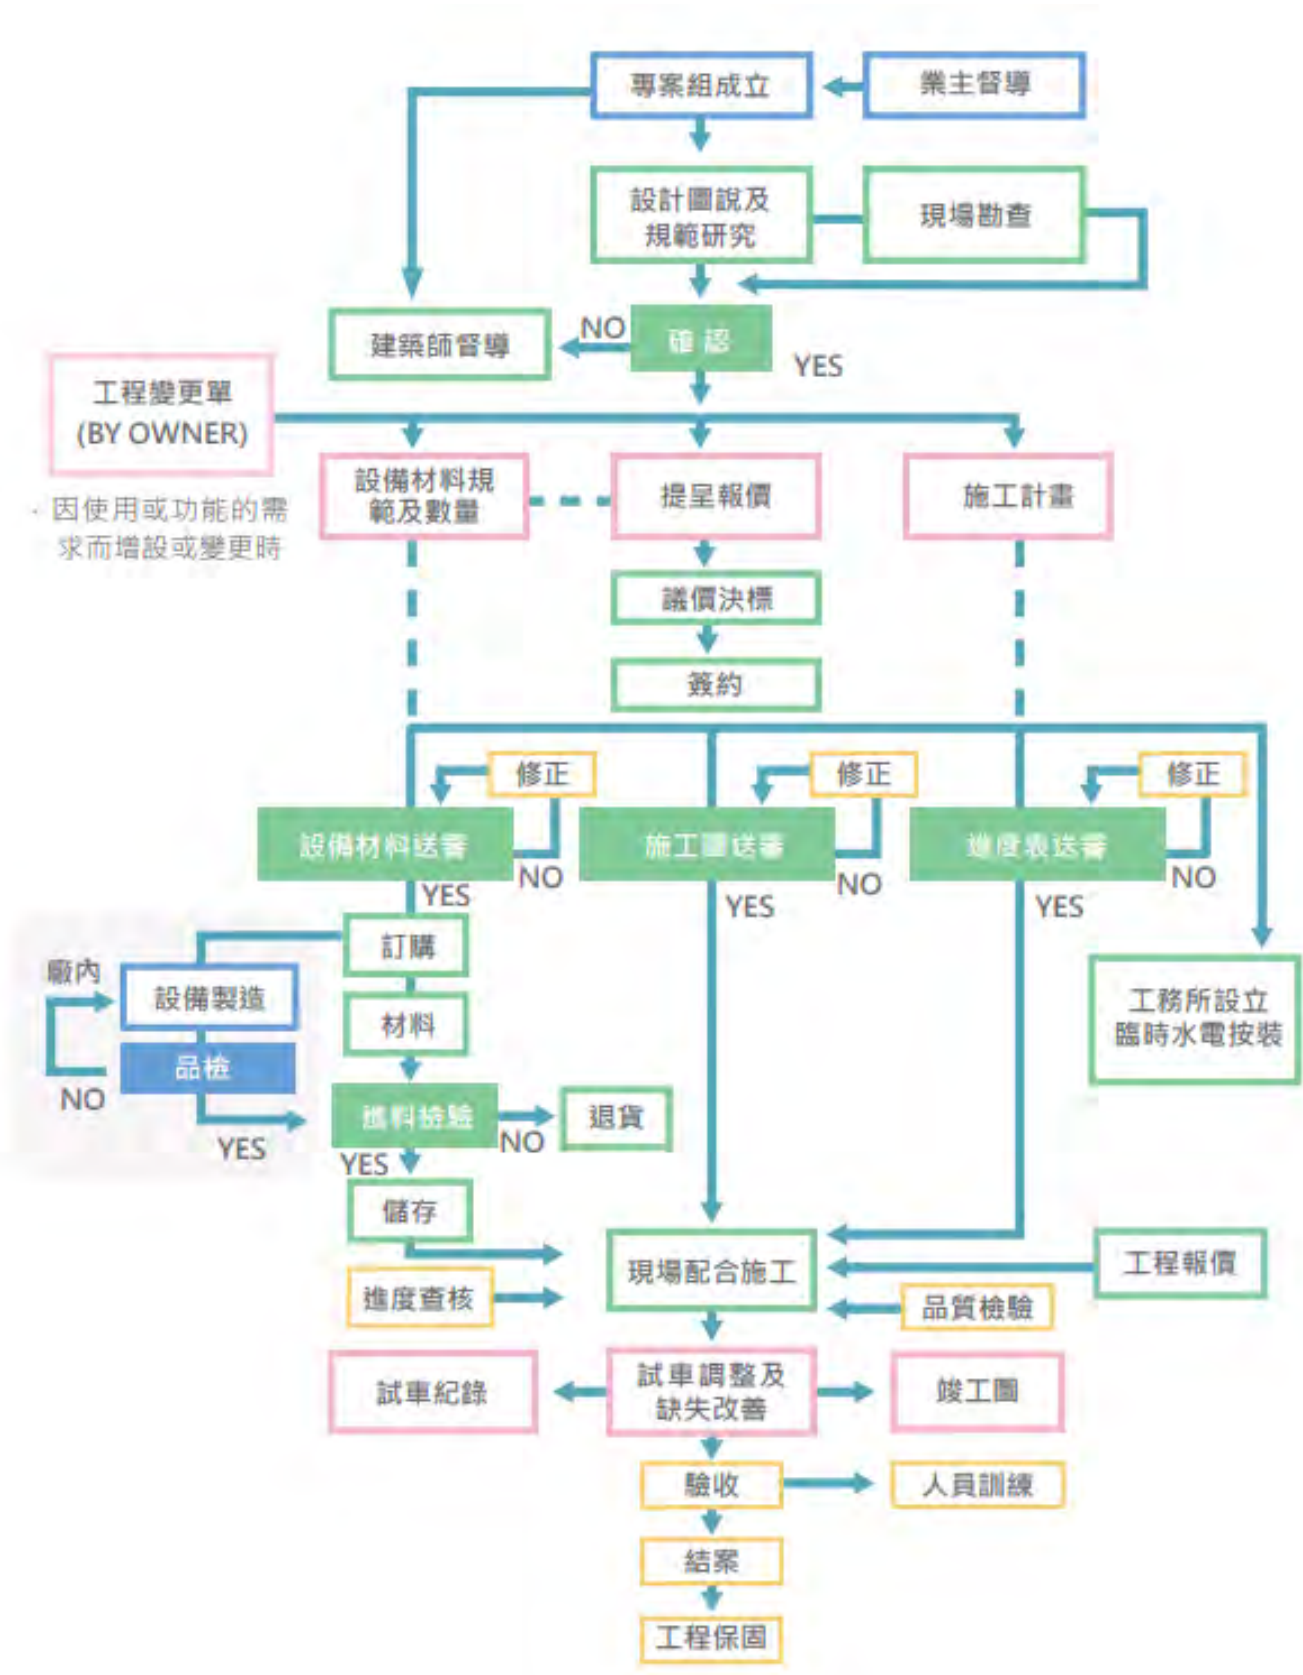 專案組成立
業主督導
設計圖說及
規範研究
現場勘查
建築師督導
NO
確認
YES
工程變更單
(BY OWNER)
· 因使用或功能的需
求而增設或變更時
設備材料規
範及數量
提呈報價
施工計畫
議價決標
簽約
修正
修正
修正
設備材料送審
NO
YES
施工圖送審
NO
YES
進度表送審
NO
YES
訂購
廠內
設備製造
材料
品檢
NO
YES
進料檢驗
NO
退貨
YES
儲存
工務所設立
臨時水電按裝
現場配合施工
工程報價
進度查核
品質檢驗
試車紀錄
試車調整及
缺失改善
竣工圖
驗收
人員訓練
結案
工程保固